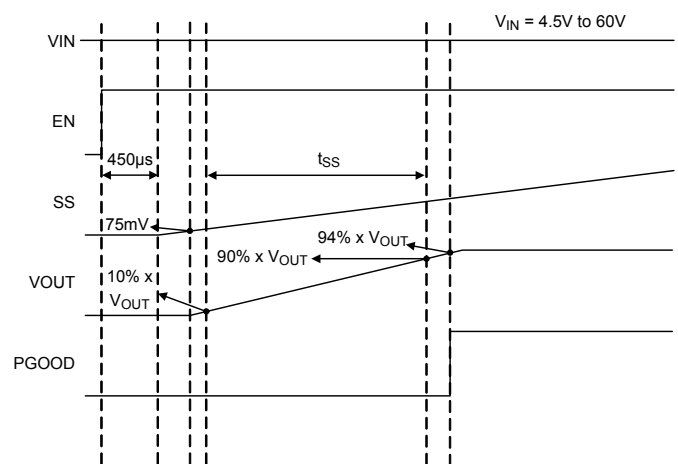 V_IN = 4.5V to 60V
VIN
EN
450µs
t_SS
SS
75mV
94% x V_OUT
90% x V_OUT
10% x
V_OUT
VOUT
PGOOD